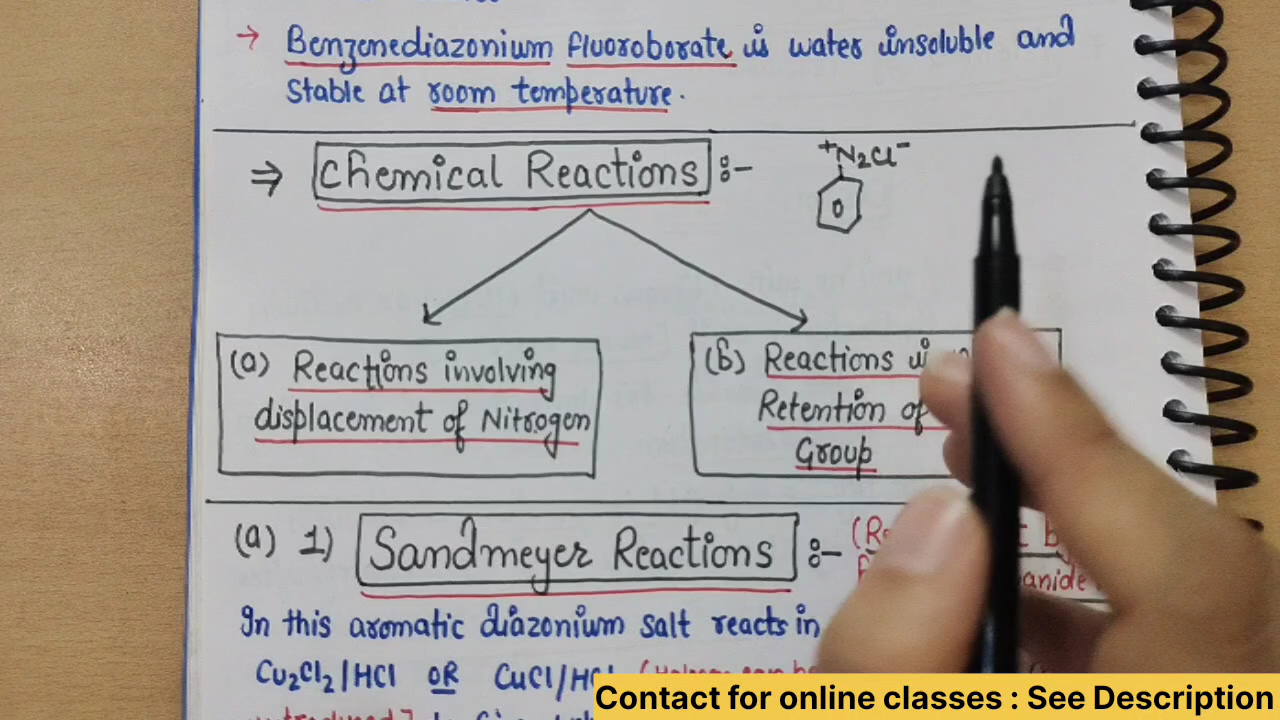 → Benzenediazonium fluoroborate is water insoluble and
Stable at room temperature.
⇒ Chemical Reactions :-
+N2Cl-
(a) Reactions involving
displacement of Nitrogen
(b) Reactions
Retention of
Group
(a) 1) Sandmeyer Reactions :-
In this aromatic diazonium salt reacts in
Cu2Cl2/HCl OR CuCl/HCl
Contact for online classes : See Description